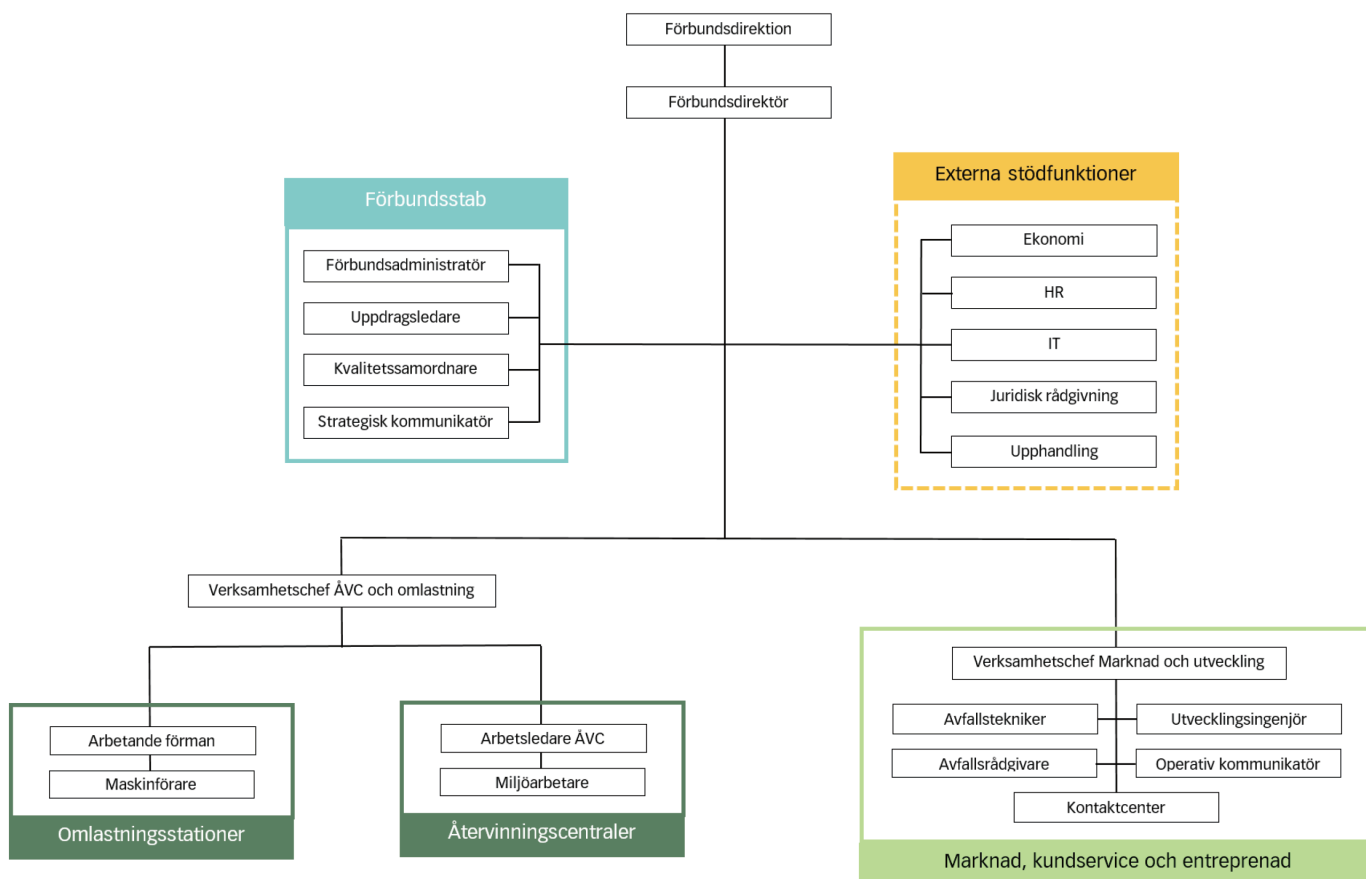 Förbundsdirektion
Förbundsdirektör
Förbundsstab
Förbundsadministratör
Uppdragsledare
Kvalitetssamordnare
Strategisk kommunikatör
Externa stödfunktioner
Ekonomi
HR
IT
Juridisk rådgivning
Upphandling
Verksamhetschef ÅVC och omlastning
Arbetande förman
Maskinförare
Omlastningsstationer
Arbetsledare ÅVC
Miljöarbetare
Återvinningscentraler
Verksamhetschef Marknad och utveckling
Avfallstekniker
Utvecklingsingenjör
Avfallsrådgivare
Operativ kommunikatör
Kontaktcenter
Marknad, kundservice och entreprenad